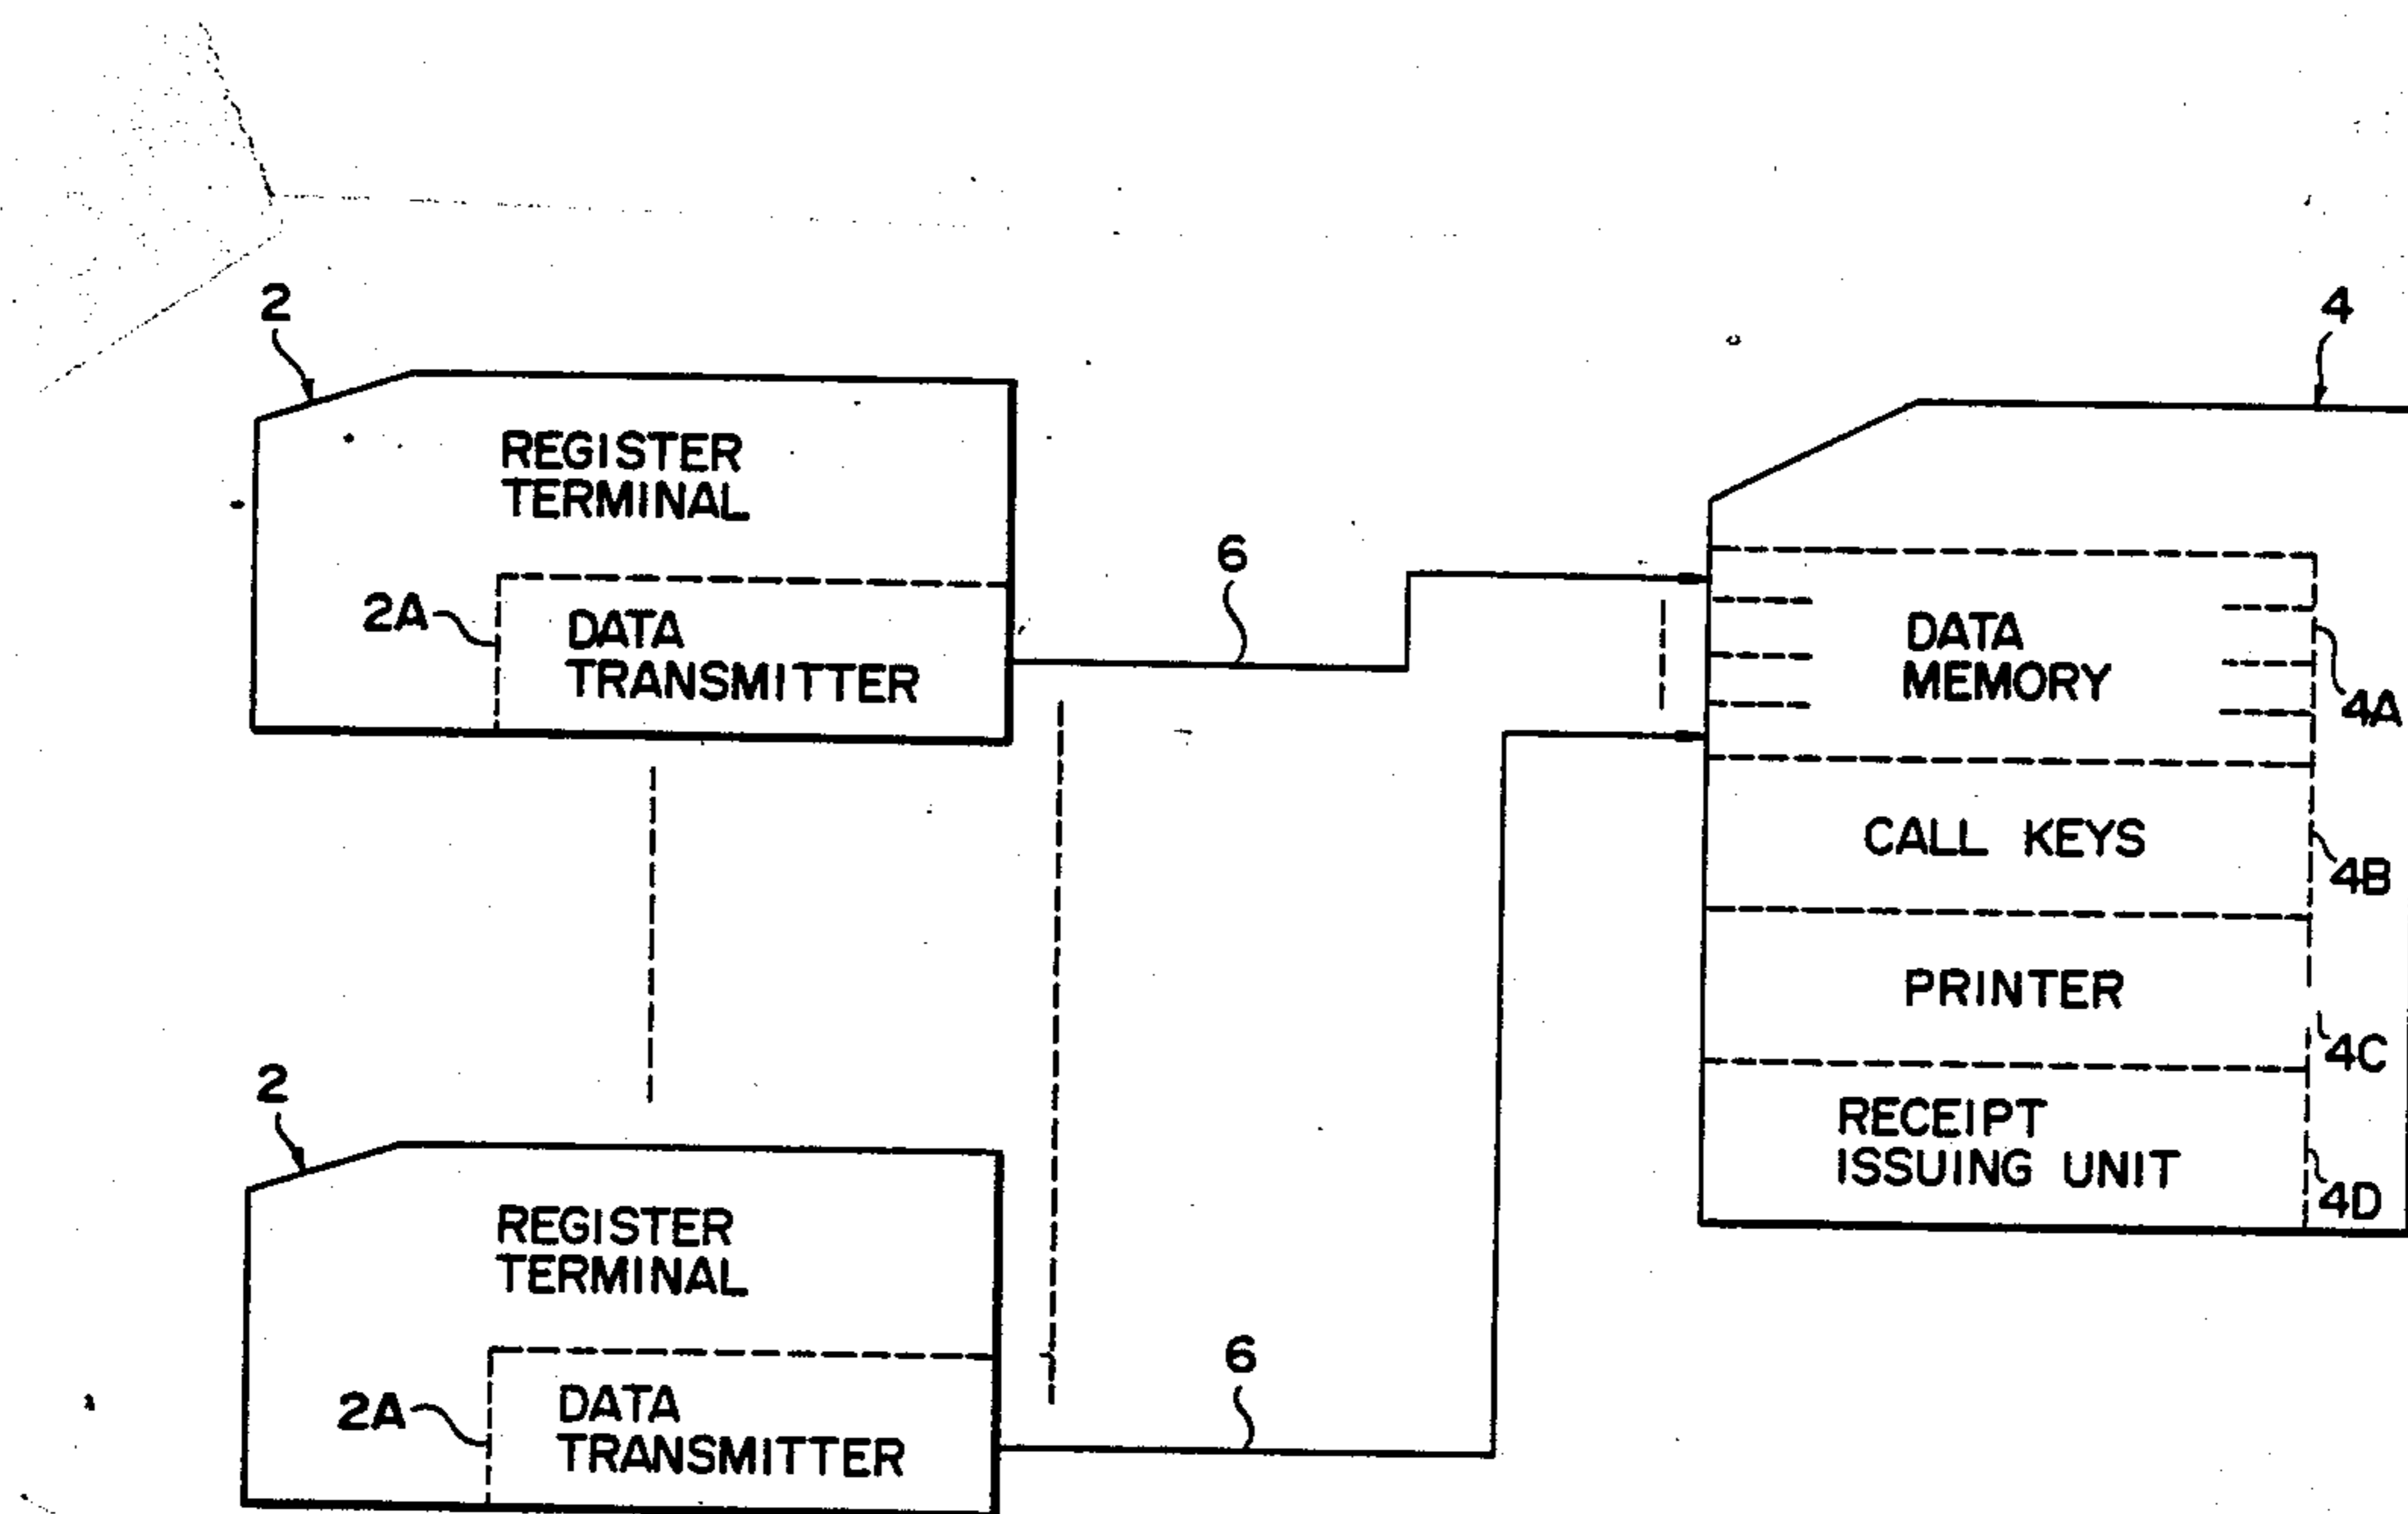 2
4
REGISTER
TERMINAL
6
2A
DATA
TRANSMITTER
DATA
MEMORY
4A
CALL KEYS
4B
PRINTER
4C
2
RECEIPT
ISSUING UNIT
4D
REGISTER
TERMINAL
6
2A
DATA
TRANSMITTER